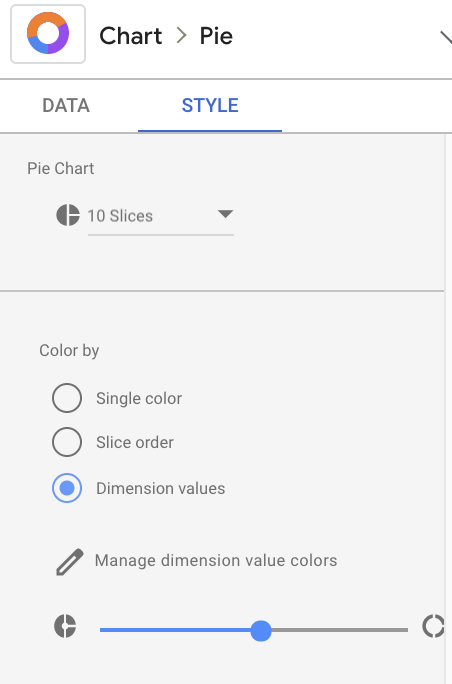 Chart > Pie
DATA STYLE
Pie Chart
10 Slices
Color by
Single color
Slice order
Dimension values
Manage dimension value colors